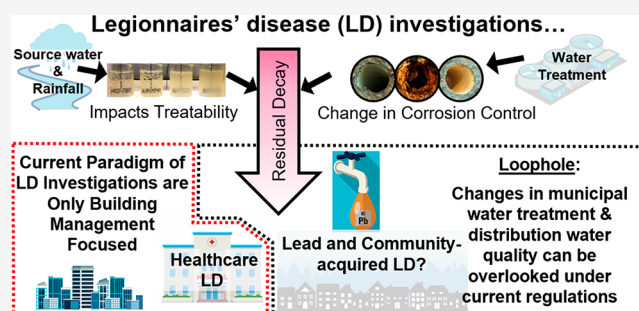 Legionnaires' disease (LD) investigations…
Source water
&
Rainfall
Impacts Treatability
Residual Decay
Water
Treatment
Change in Corrosion Control
Current Paradigm of
LD Investigations are
Only Building
Management
Focused
Healthcare
LD
Pb
Lead and Community-
acquired LD?
Loophole:
Changes in municipal
water treatment &
distribution water
quality can be
overlooked under
current regulations